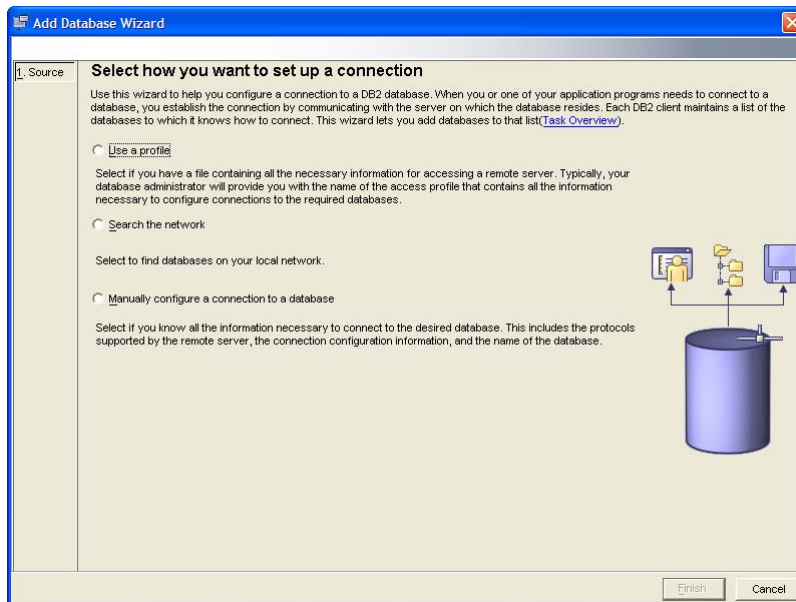 Add Database Wizard
1. Source
Select how you want to set up a connection
Use this wizard to help you configure a connection to a DB2 database. When you or one of your application programs needs to connect to a
database, you establish the connection by communicating with the server on which the database resides. Each DB2 client maintains a list of the
databases to which it knows how to connect. This wizard lets you add databases to that list(Task Overview).
Use a profile
Select if you have a file containing all the necessary information for accessing a remote server. Typically, your
database administrator will provide you with the name of the access profile that contains all the information
necessary to configure connections to the required databases.
Search the network
Select to find databases on your local network.
Manually configure a connection to a database
Select if you know all the information necessary to connect to the desired database. This includes the protocols
supported by the remote server, the connection configuration information, and the name of the database.
Finish
Cancel